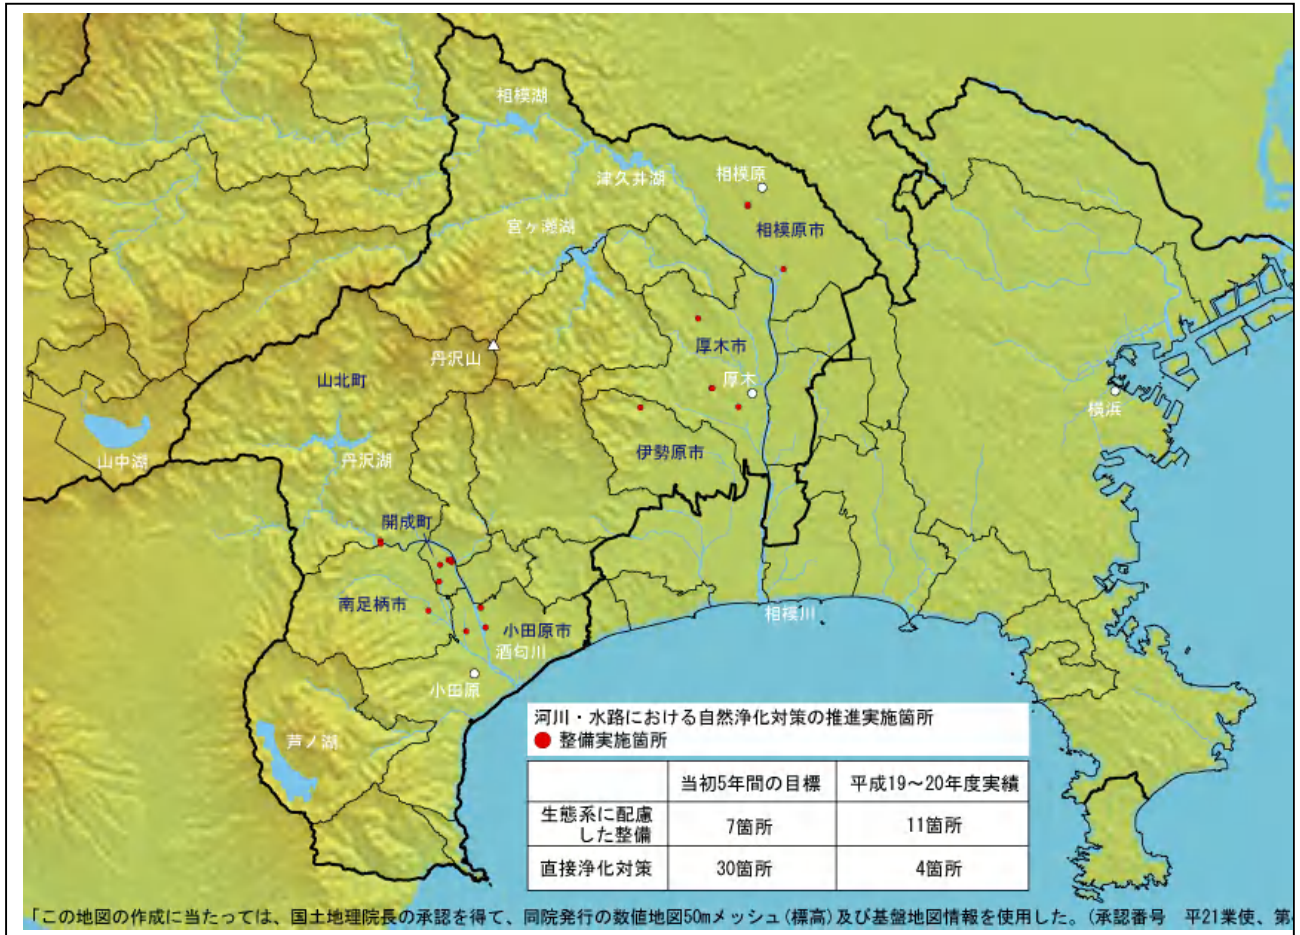 相模湖
津久井湖
相模原
宮ヶ瀬湖
相模原市
丹沢山
厚木市
山北町
厚木
横浜
山中湖
丹沢湖
伊勢原市
開成町
南足柄市
相模川
小田原市
酒匂川
小田原
芦ノ湖
河川・水路における自然浄化対策の推進実施箇所
整備実施箇所
当初5年間の目標 平成19～20年度実績
生態系に配慮
した整備 7箇所 11箇所
直接浄化対策 30箇所 4箇所
「この地図の作成に当たっては、国土地理院長の承認を得て、同院発行の数値地図50mメッシュ(標高)及び基盤地図情報を使用した。(承認番号 平21業使、第